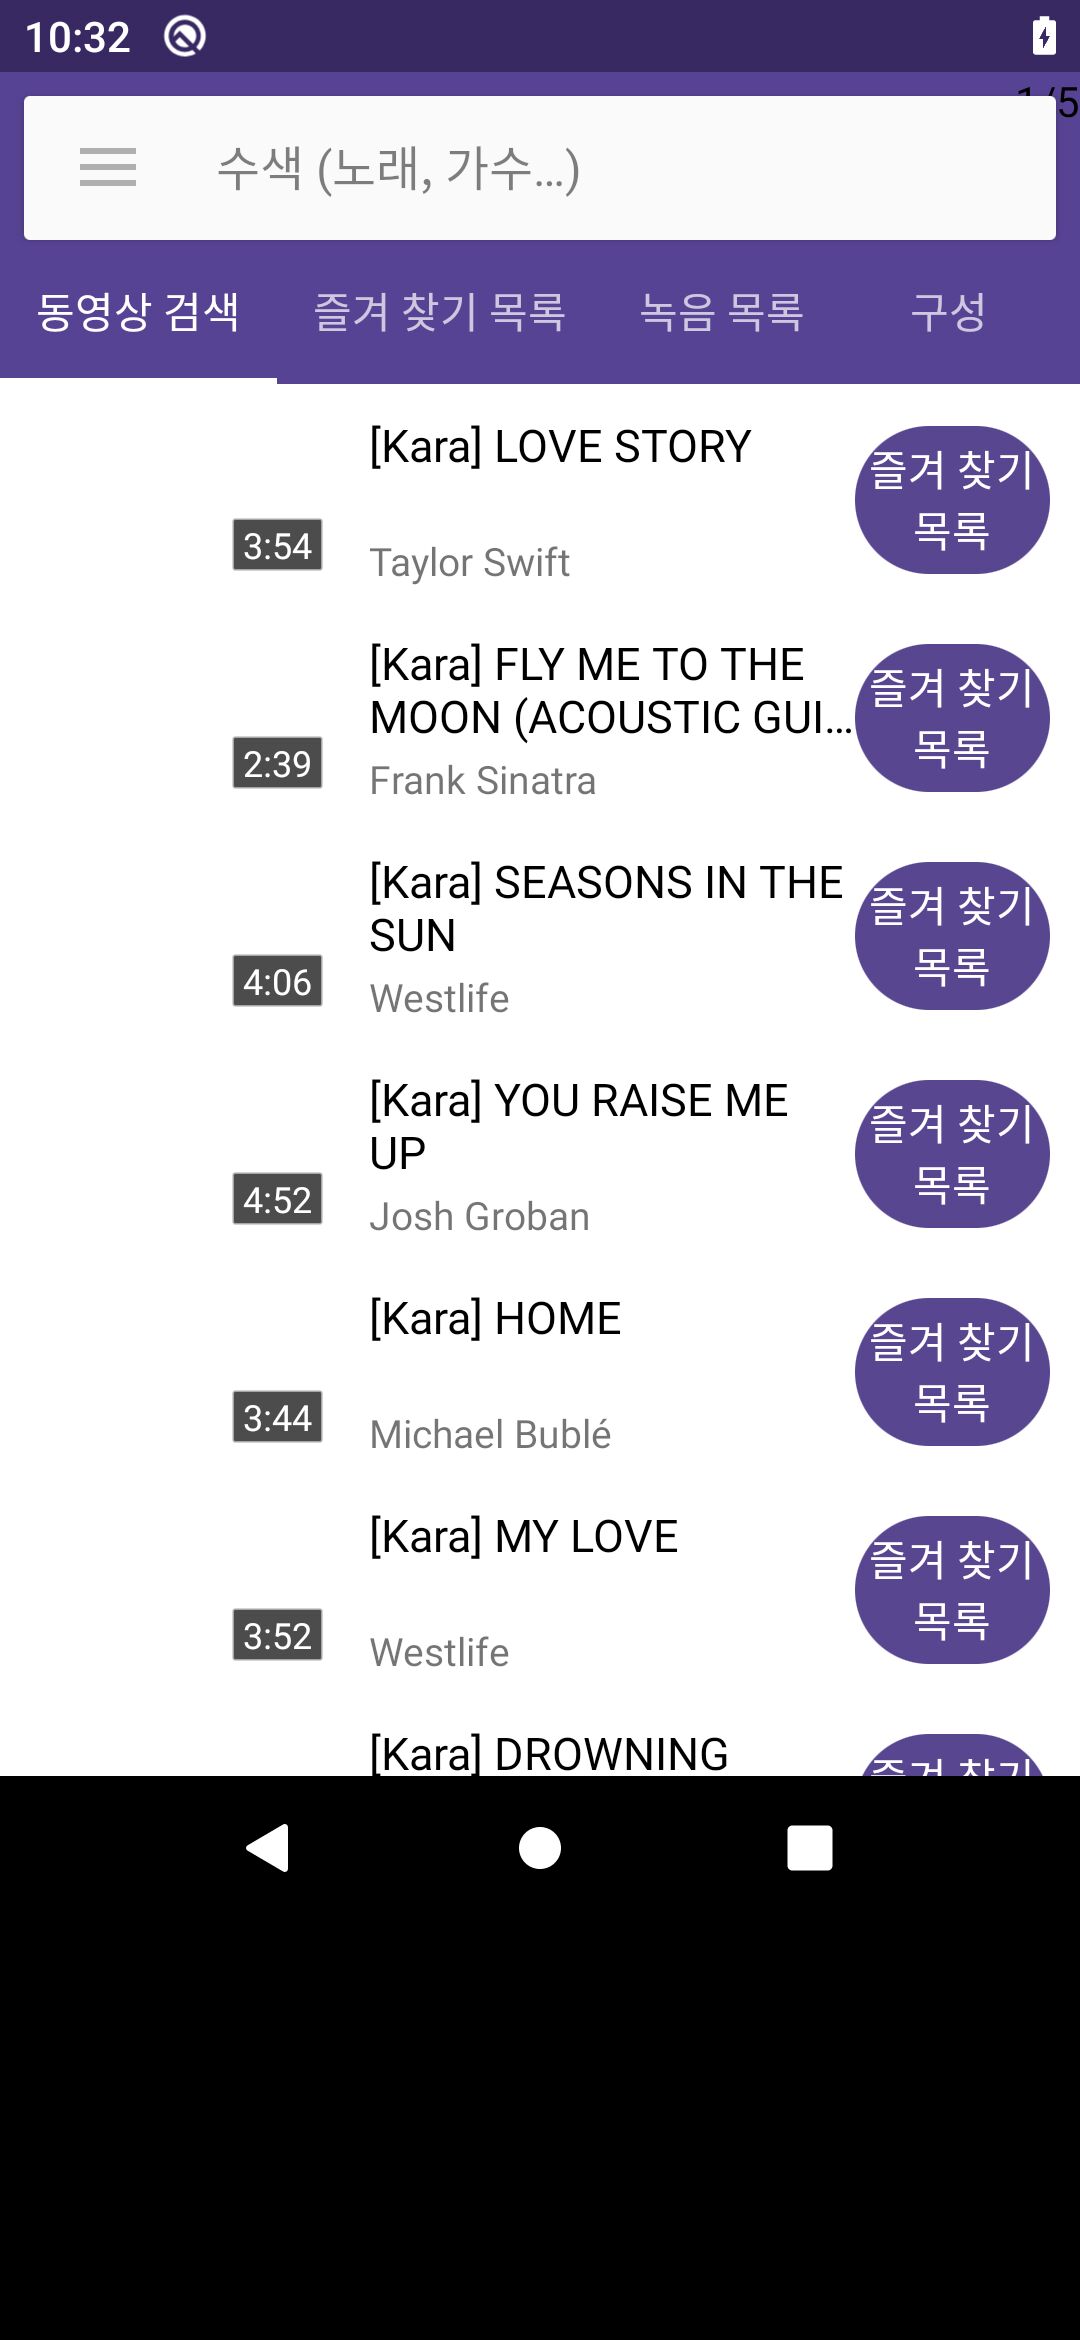 10:32
1/5
수색 (노래, 가수...)
동영상 검색 즐겨 찾기 목록 녹음 목록 구성
[Kara] LOVE STORY
3:54
Taylor Swift
즐겨 찾기
목록
[Kara] FLY ME TO THE
MOON (ACOUSTIC GUI...
2:39
Frank Sinatra
즐겨 찾기
목록
[Kara] SEASONS IN THE
SUN
4:06
Westlife
즐겨 찾기
목록
[Kara] YOU RAISE ME
UP
4:52
Josh Groban
즐겨 찾기
목록
[Kara] HOME
3:44
Michael Bublé
즐겨 찾기
목록
[Kara] MY LOVE
3:52
Westlife
즐겨 찾기
목록
[Kara] DROWNING
즐겨 찾기